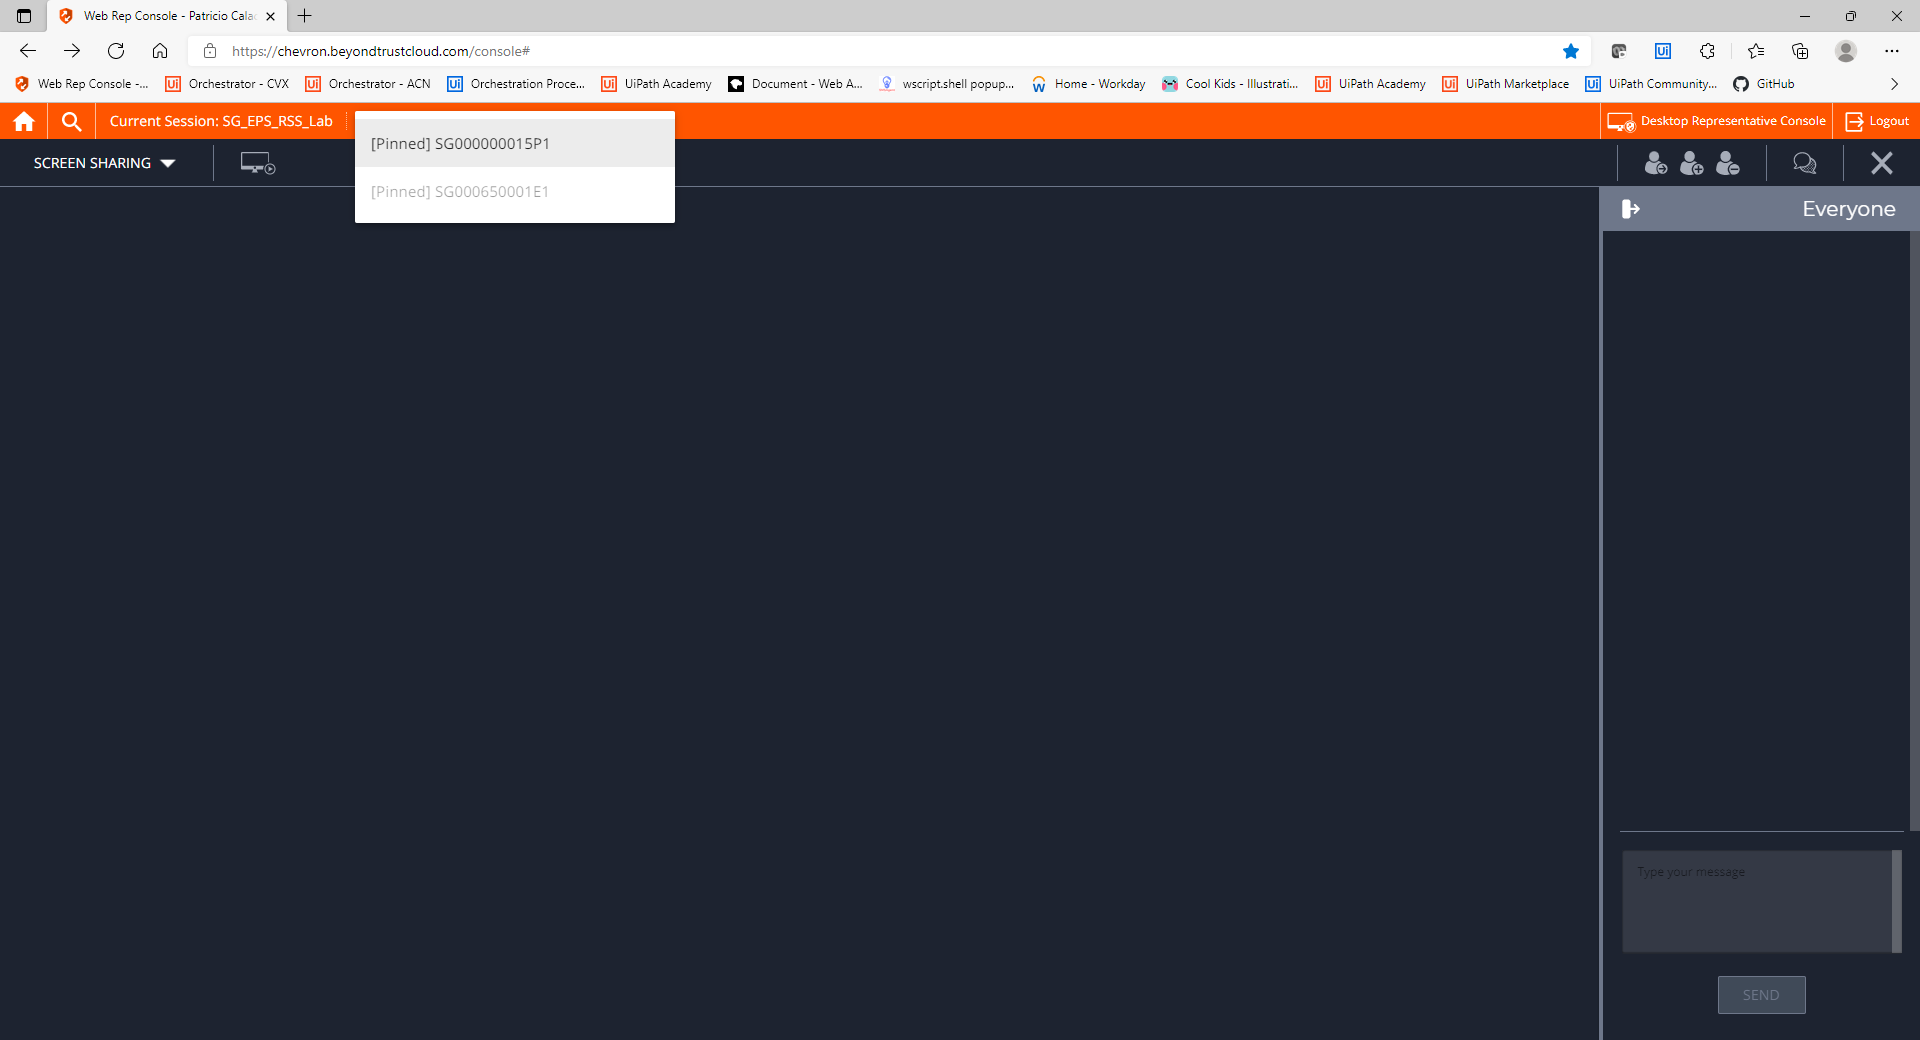 Web Rep Console - Patricio Cala
https://chevron.beyondtrustcloud.com/console#
Web Rep Console -... Orchestrator - CVX Orchestrator - ACN Orchestration Proce... UiPath Academy Document - Web A... wscript.shell popup... Home - Workday Cool Kids - Illustrati... UiPath Academy UiPath Marketplace UiPath Community... GitHub
Current Session: SG_EPS_RSS_Lab
Desktop Representative Console
Logout
[Pinned] SG000000015P1
SCREEN SHARING
[Pinned] SG000650001E1
Everyone
Type your message
SEND